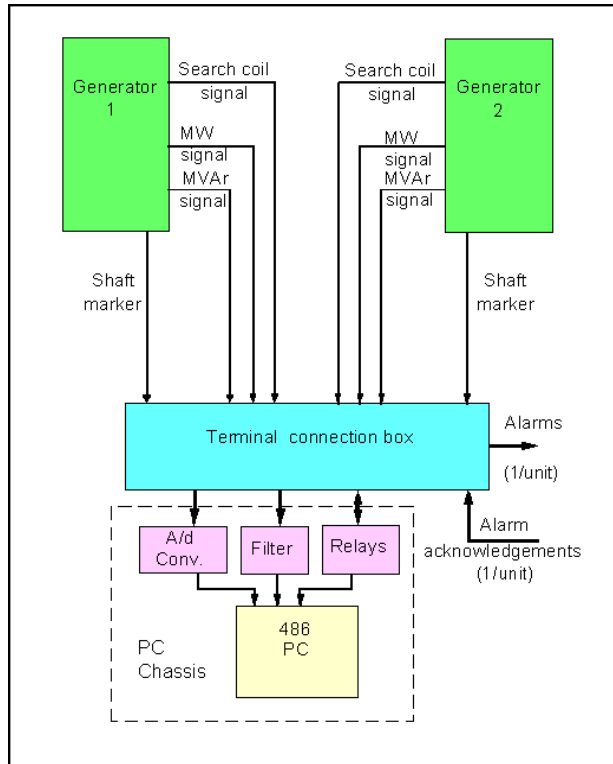 Generator
1
Search coil
signal
MW
signal
MVAr
signal
Search coil
signal
MW
signal
MVAr
signal
Generator
2
Shaft
marker
Shaft
marker
Terminal connection box
Alarms
(1/unit)
Alarm
acknowledgements
(1/unit)
A/d
Conv.
Filter
Relays
486
PC
PC
Chassis